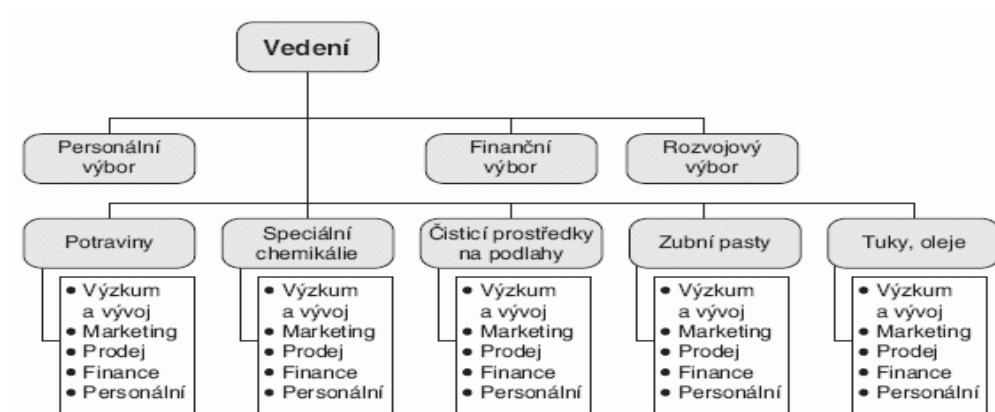 Vedení
Personální
výbor
Finanční
výbor
Rozvojový
výbor
Potraviny
Speciální
chemikálie
Čisticí prostředky
na podlahy
Zubní pasty
Tuky, oleje
• Výzkum
a vývoj
• Marketing
• Prodej
• Finance
• Personální
• Výzkum
a vývoj
• Marketing
• Prodej
• Finance
• Personální
• Výzkum
a vývoj
• Marketing
• Prodej
• Finance
• Personální
• Výzkum
a vývoj
• Marketing
• Prodej
• Finance
• Personální
• Výzkum
a vývoj
• Marketing
• Prodej
• Finance
• Personální